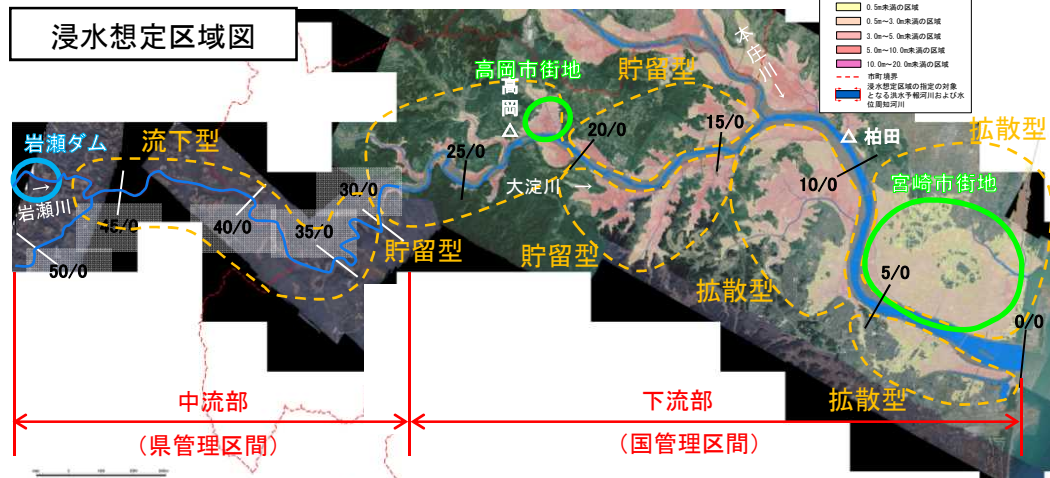 浸水想定区域図
0.5m未満の区域
0.5m~3.0m未満の区域
3.0m~5.0m未満の区域
5.0m~10.0m未満の区域
10.0m~20.0m未満の区域
市町境界
浸水想定区域の指定の対象
となる洪水予報河川および水
位周知河川
本庄川→
高岡市街地
貯留型
高岡
△
20/0
15/0
△ 柏田
拡散型
岩瀬ダム
流下型
→
岩瀬川
25/0
大淀川 →
10/0
宮崎市街地
30/0
45/0
40/0
35/0
貯留型
貯留型
50/0
拡散型
5/0
0/0
拡散型
中流部
(県管理区間)
下流部
(国管理区間)